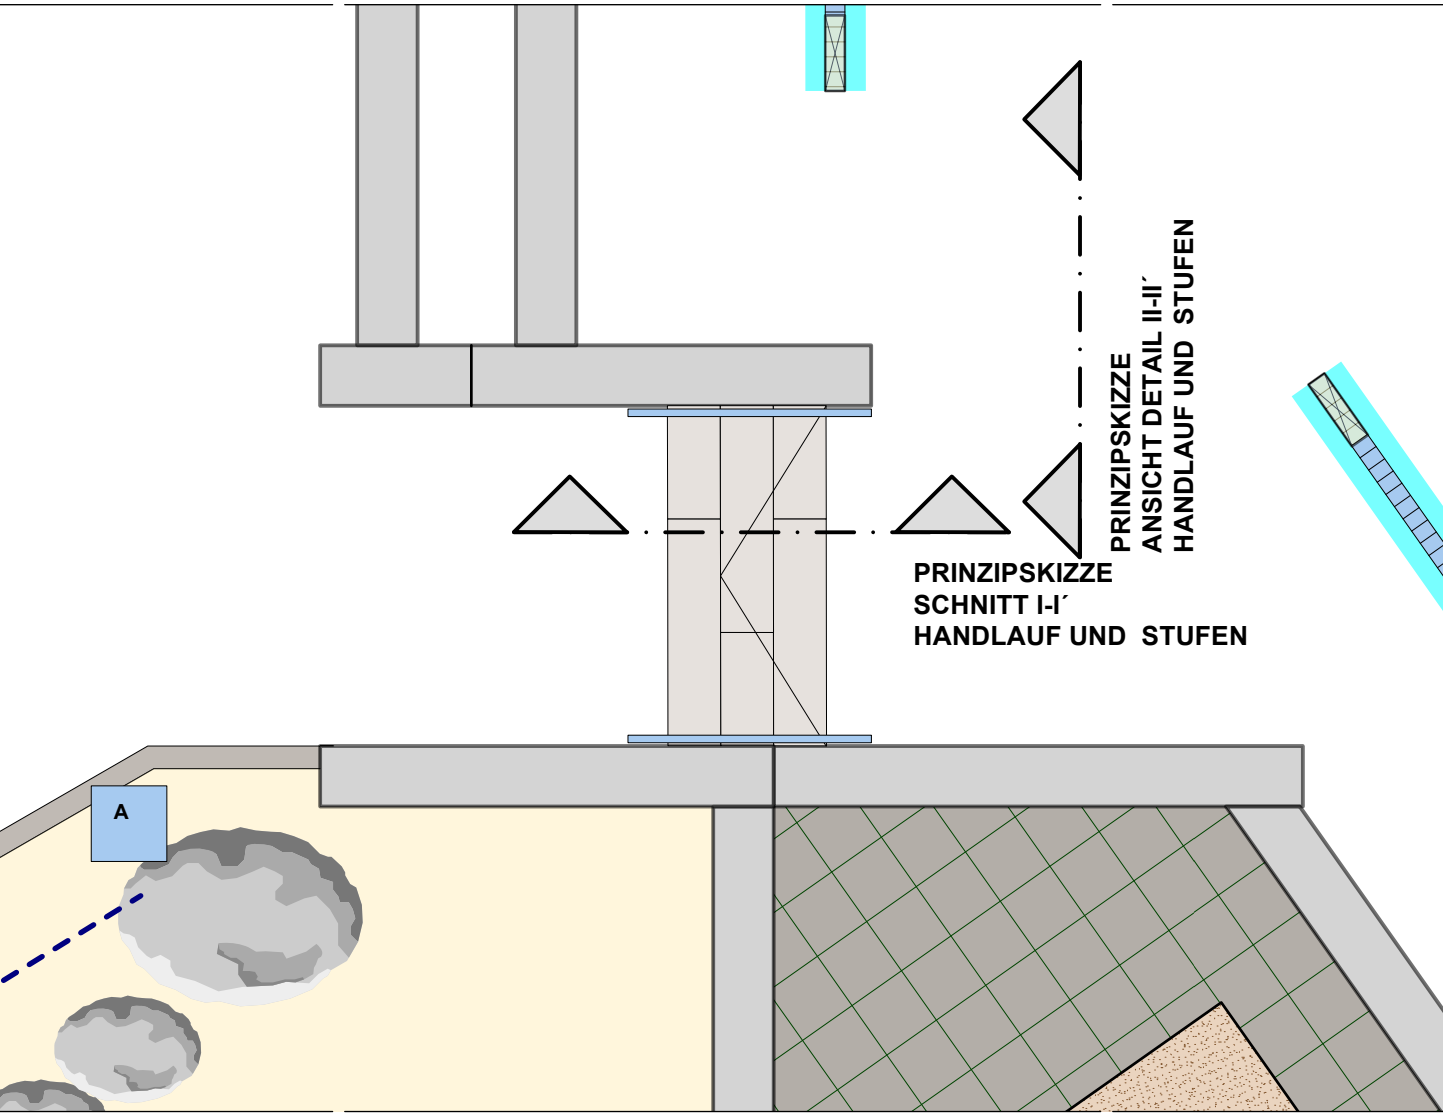 PRINZIPSKIZZE
ANSICHT DETAIL II-II´
HANDLAUF UND  STUFEN
PRINZIPSKIZZE
SCHNITT I-I´
HANDLAUF UND  STUFEN
A